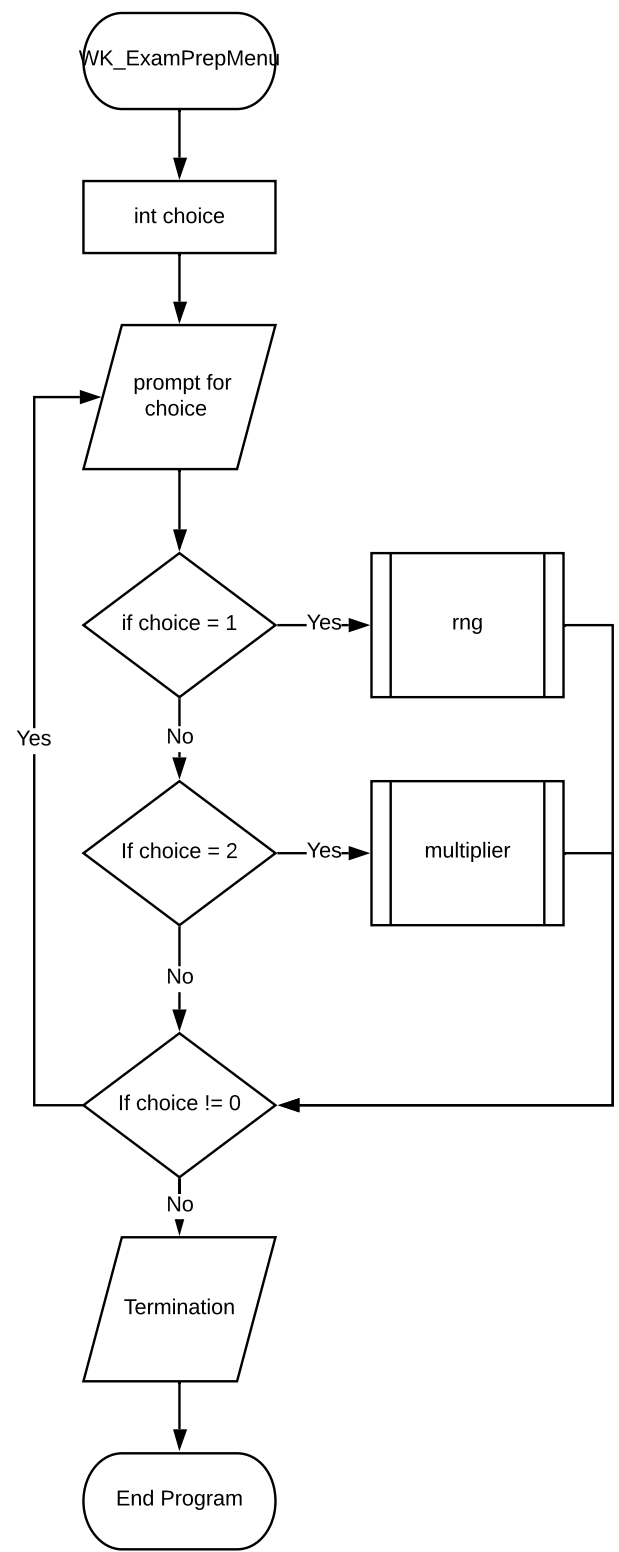 WK_ExamPrepMenu
int choice
prompt for
choice
if choice = 1
Yes
rng
No
Yes
If choice = 2
Yes
multiplier
No
If choice != 0
No
Termination
End Program